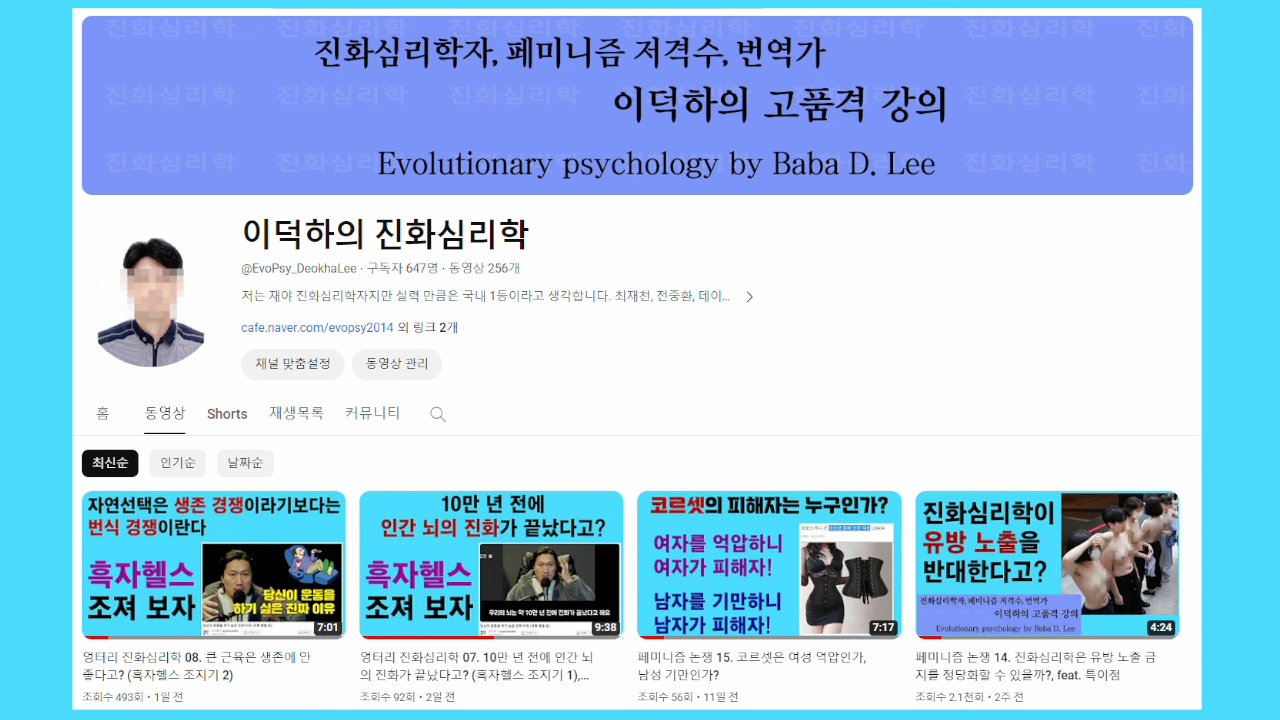 진화심리학자, 페미니즘 저격수, 번역가
이덕하의 고품격 강의
Evolutionary psychology by Baba D. Lee
이덕하의 진화심리학
@EvoPsy_DeokhaLee · 구독자 647명 · 동영상 256개
저는 재야 진화심리학자지만 실력 만큼은 국내 1등이라고 생각합니다. 최재천, 전중환, 데이...
cafe.naver.com/evopsy2014 외 링크 2개
채널 맞춤설정 동영상 관리
홈 동영상 Shorts 재생목록 커뮤니티
최신순 인기순 날짜순
자연선택은 생존 경쟁이라기보다는
번식 경쟁이란다
흑자헬스
조져 보자
당신이 운동을
하기 싫은 진짜 이유
7:01
엉터리 진화심리학 08. 큰 근육은 생존에 안
좋다고? (흑자헬스 조지기 2)
조회수 493회 • 1일 전
10만 년 전에
인간 뇌의 진화가 끝났다고?
흑자헬스
조져 보자
우리의 뇌는 약 10만 년 전에 진화가 끝났다고 해요
9:38
엉터리 진화심리학 07. 10만 년 전에 인간 뇌
의 진화가 끝났다고? (흑자헬스 조지기 1),...
조회수 92회 • 2일 전
코르셋의 피해자는 누구인가?
여자를 억압하니
여자가 피해자!
남자를 기만하니
남자가 피해자!
7:17
페미니즘 논쟁 15. 코르셋은 여성 억압인가,
남성 기만인가?
조회수 56회 • 11일 전
진화심리학이
유방 노출을
반대한다고?
진화심리학자, 페미니즘 저격수, 번역가
이덕하의 고품격 강의
Evolutionary psychology by Baba D. Lee
4:24
페미니즘 논쟁 14. 진화심리학은 유방 노출 금
지를 정당화할 수 있을까?, feat. 특이점
조회수 2.1천회 • 2주 전